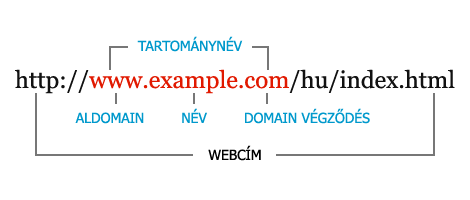 TARTOMÁNYNÉV
http://www.example.com/hu/index.html
ALDOMAIN NÉV DOMAIN VÉGZŐDÉS
WEBCÍM